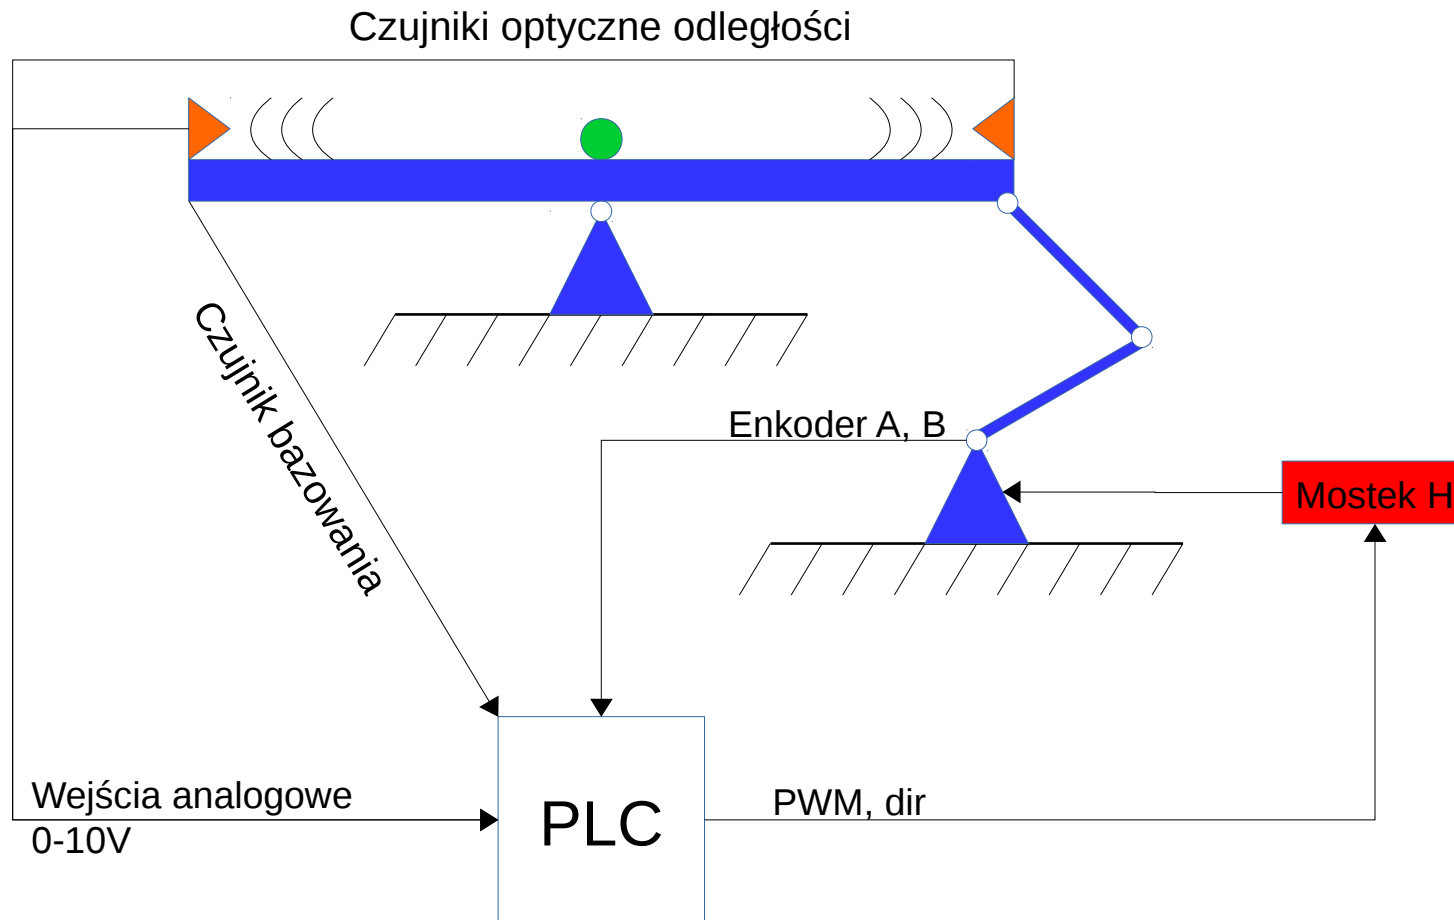 Czujniki optyczne odległości
Czujnik bazowania
Enkoder A, B
Mostek H
Wejścia analogowe
0-10V
PLC
PWM, dir